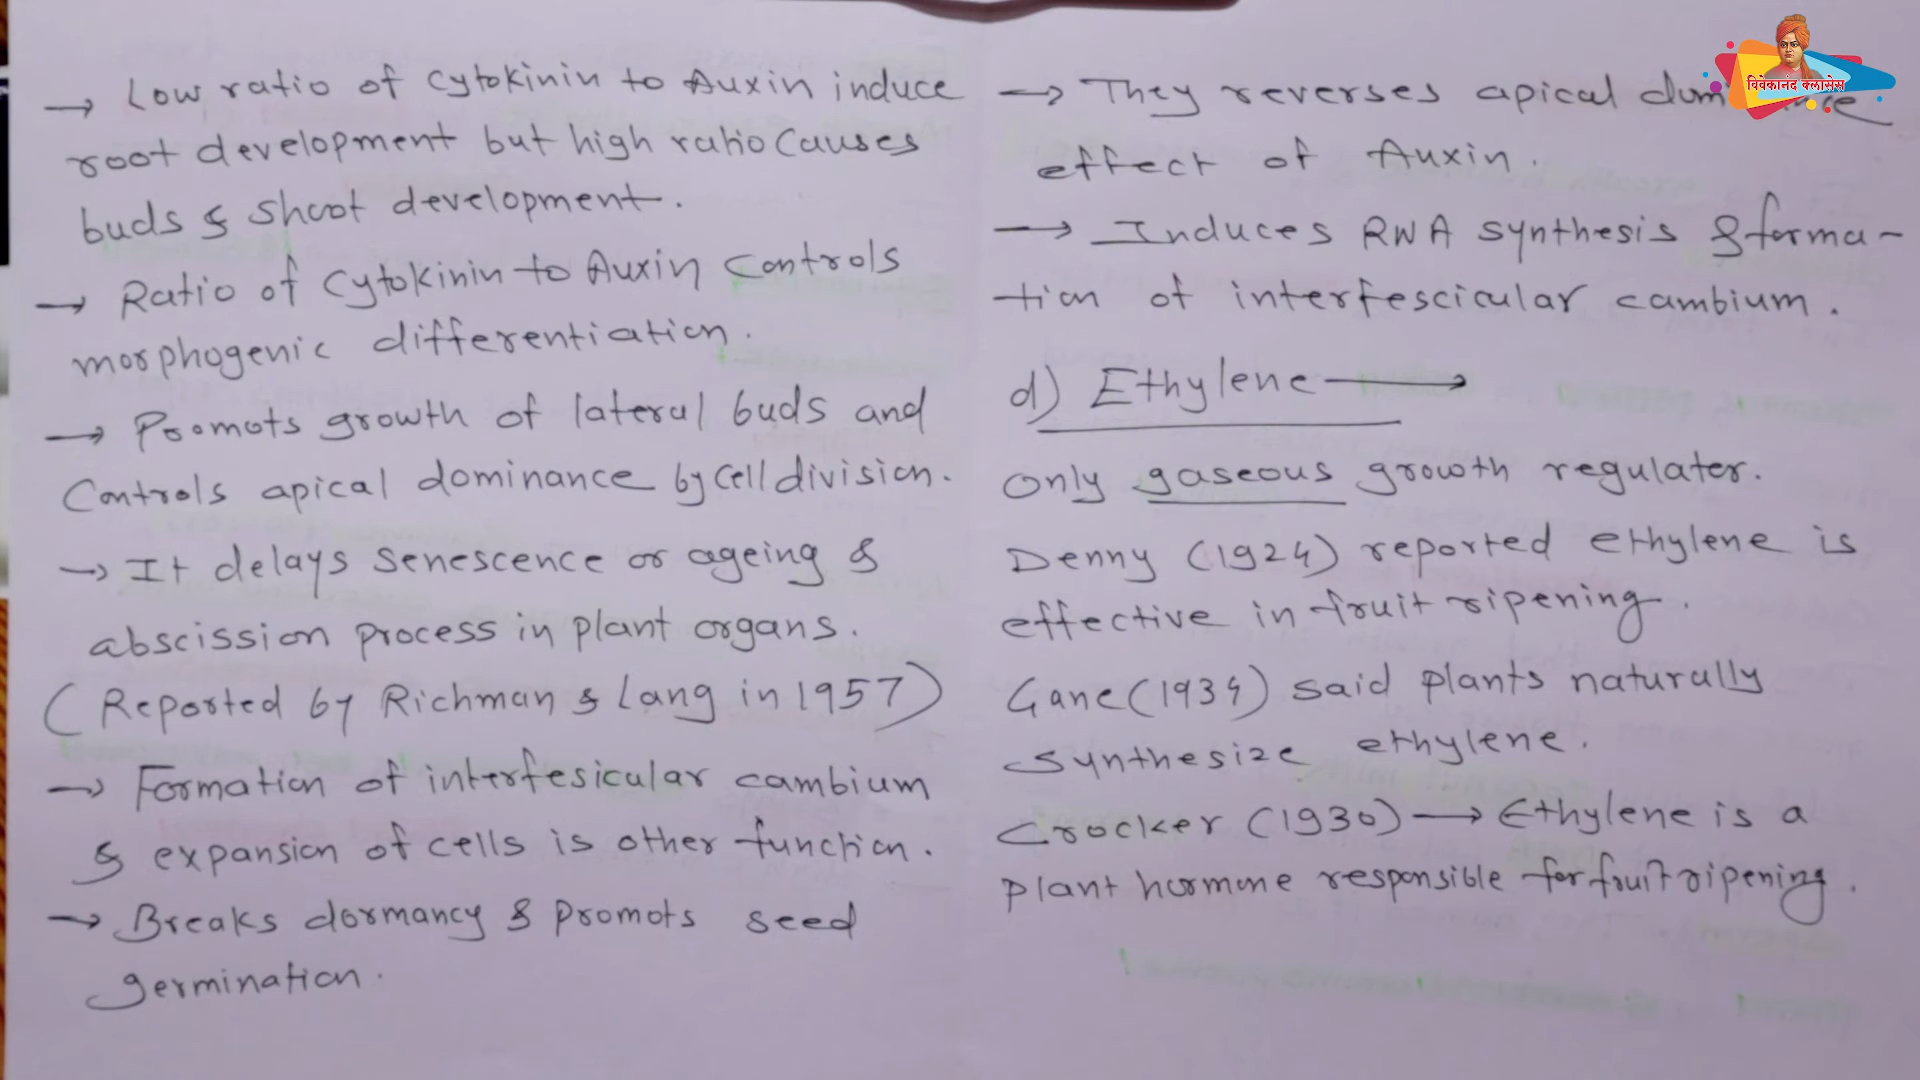 → Low ratio of cytokinin to Auxin induce
root development but high ratio causes
buds & shoot development.
→ Ratio of cytokinin to Auxin controls
morphogenic differentiation.
→ Promots growth of lateral buds and
Controls apical dominance by cell division.
→ It delays senescence or ageing &
abscission process in plant organs.
(Reported by Richman & Lang in 1957)
→ Formation of interfesicular cambium
& expansion of cells is other function.
→ Breaks dormancy & promots seed
germination.
→ They reverses apical
effect of Auxin.
→ Induces RNA synthesis & forma-
tion of interfescicular cambium.
d) Ethylene →
Only gaseous growth regulater.
Denny (1924) reported ethylene is
effective in fruit ripening.
Gane (1934) said plants naturally
synthesize ethylene.
Crocker (1930) → Ethylene is a
plant hormone responsible for fruit ripening.
विवेकानंद क्लासेस